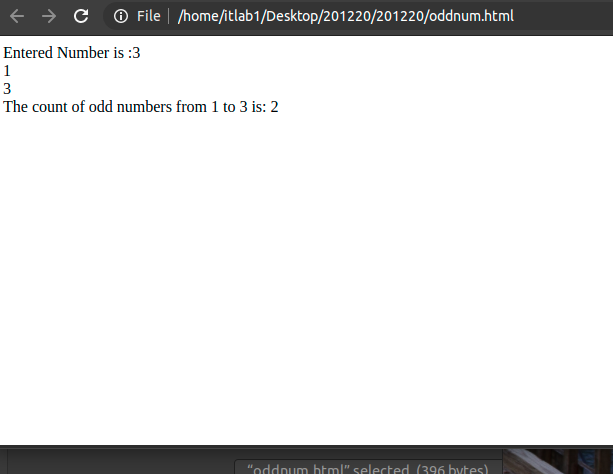 File /home/itlab1/Desktop/201220/201220/oddnum.html
Entered Number is :3
1
3
The count of odd numbers from 1 to 3 is: 2
"oddnum.html" selected (396 bytes)